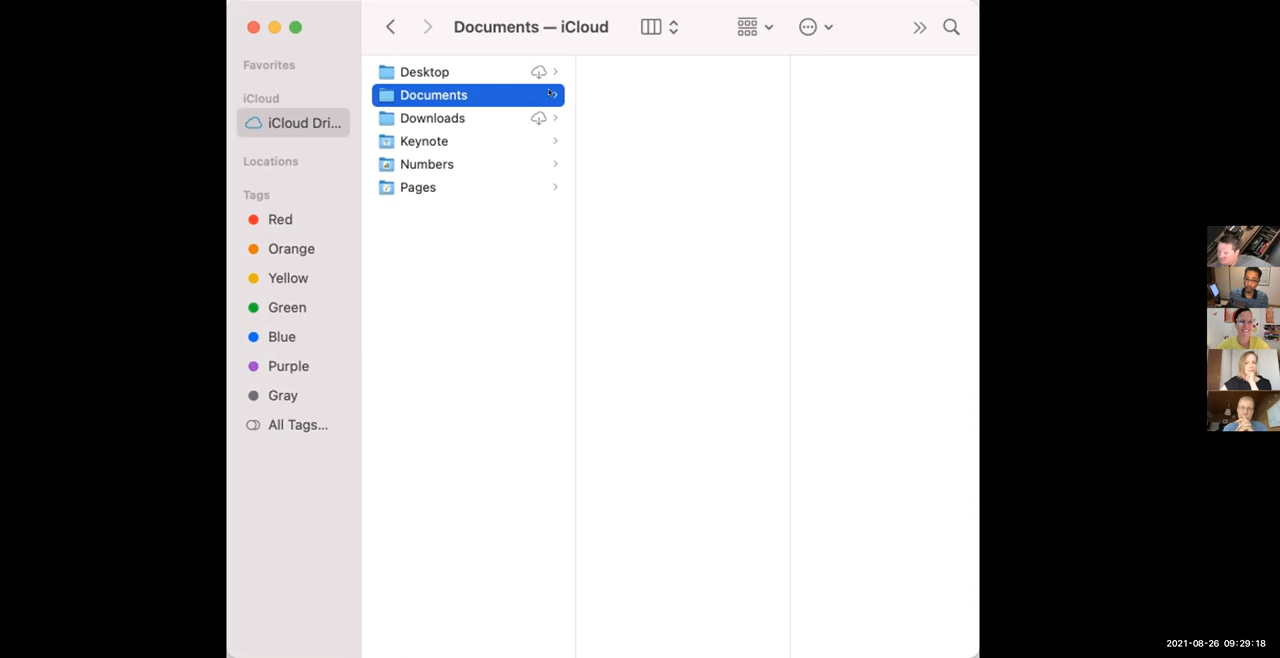 Documents — iCloud
Favorites
iCloud
iCloud Dri...
Locations
Tags
Red
Orange
Yellow
Green
Blue
Purple
Gray
All Tags...
Desktop
Documents
Downloads
Keynote
Numbers
Pages
2021-08-26 09:29:18